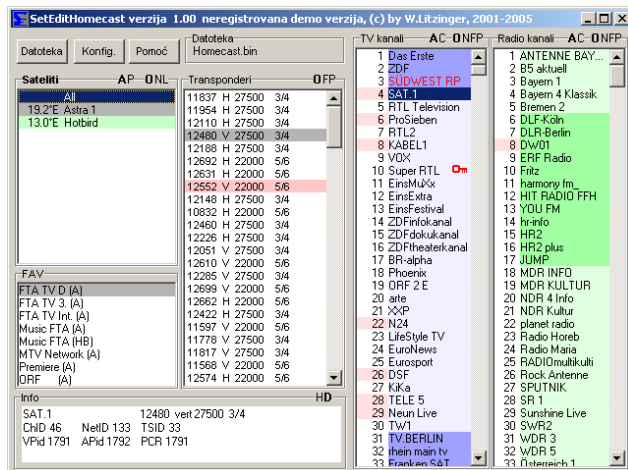 SetEditHomecast verzija 1.00 neregistrovana demo verzija, (c) by W.Litzinger, 2001-2005
Datoteka Konfig. Pomoć
Datoteka
Homecast.bin
Sateliti AP ONL
All
19.2°E Astra 1
13.0°E Hotbird
FAV
FTA TV D (A)
FTA TV 3. (A)
FTA TV Int. (A)
Music FTA (A)
Music FTA (HB)
MTV Network (A)
Premiere (A)
ORF (A)
Transponderi OFP
11837 H 27500 3/4
11954 H 27500 3/4
12110 H 27500 3/4
12480 V 27500 3/4
12188 H 27500 3/4
12692 H 22000 5/6
12631 H 22000 5/6
12552 V 22000 5/6
12148 H 27500 3/4
10832 H 22000 5/6
12460 H 27500 3/4
12226 H 27500 3/4
12051 V 27500 3/4
12610 V 22000 5/6
12285 V 27500 3/4
12699 V 22000 5/6
12662 H 22000 5/6
12422 H 27500 3/4
11597 V 22000 5/6
11778 V 27500 3/4
11817 V 27500 3/4
11568 V 22000 5/6
12574 H 22000 5/6
Info HD
SAT.1 12480 vert 27500 3/4
ChID 46 NetID 133 TSID 33
VPid 1791 APid 1792 PCR 1791
TV kanali AC ONFP
1 Das Erste
2 ZDF
3 SÜDWEST RP
4 SAT.1
5 RTL Television
6 ProSieben
7 RTL2
8 KABEL1
9 VOX
10 Super RTL
11 EinsMuXx
12 EinsExtra
13 EinsFestival
14 ZDFinfokanal
15 ZDFdokukanal
16 ZDFtheaterkanal
17 BR-alpha
18 Phoenix
19 ORF 2 E
20 arte
21 XXP
22 N24
23 LifeStyle TV
24 EuroNews
25 Eurosport
26 DSF
27 KiKa
28 TELE 5
29 Neun Live
30 TW1
31 TV.BERLIN
32 rhein main tv
33 Franken SAT
Radio kanali AC ONFP
1 ANTENNE BAY...
2 B5 aktuell
3 Bayern 1
4 Bayern 4 Klassik
5 Bremen 2
6 DLF-Köln
7 DLR-Berlin
8 DW01
9 ERF Radio
10 Fritz
11 harmony fm_
12 HIT RADIO FFH
13 YOU FM
14 hr-info
15 HR2
16 HR2 plus
17 JUMP
18 MDR INFO
19 MDR KULTUR
20 NDR 4 Info
21 NDR Kultur
22 planet radio
23 Radio Horeb
24 Radio Maria
25 RADIOmultikulti
26 Rock Antenne
27 SPUTNIK
28 SR 1
29 Sunshine Live
30 SWR2
31 WDR 3
32 WDR 5
33 Österreich 1